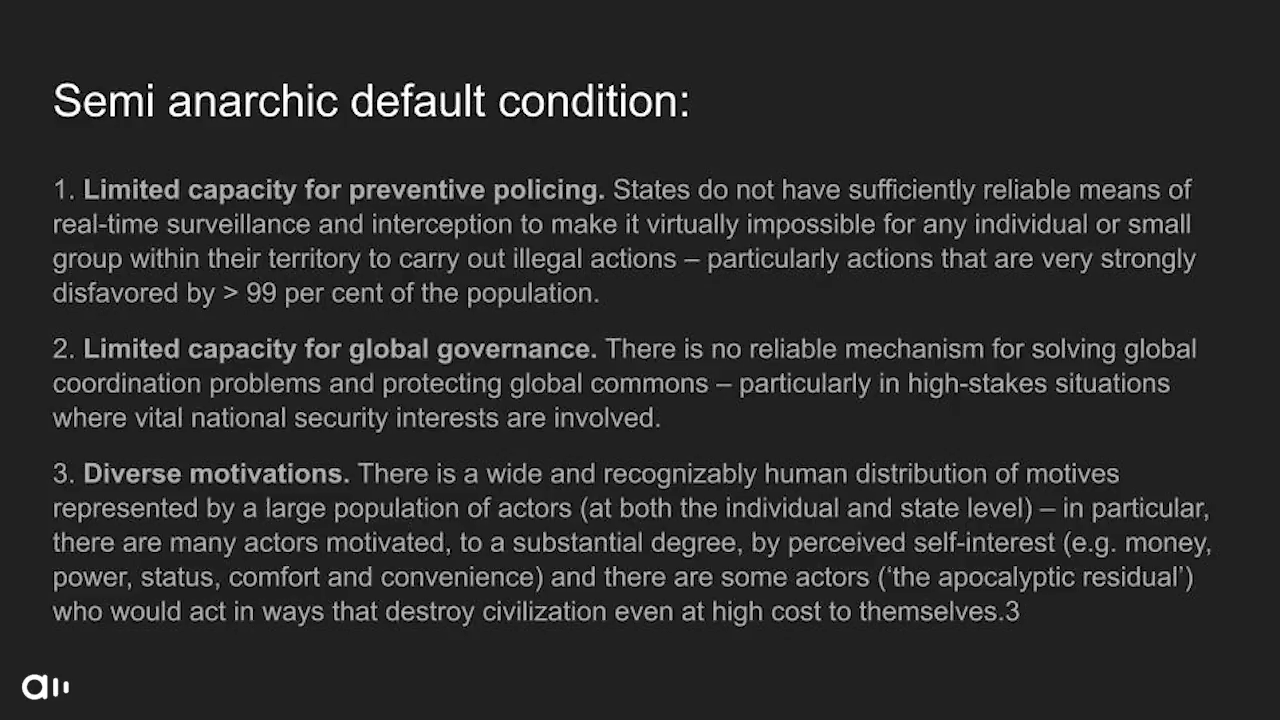 Semi anarchic default condition:
1. Limited capacity for preventive policing. States do not have sufficiently reliable means of
real-time surveillance and interception to make it virtually impossible for any individual or small
group within their territory to carry out illegal actions – particularly actions that are very strongly
disfavored by > 99 per cent of the population.
2. Limited capacity for global governance. There is no reliable mechanism for solving global
coordination problems and protecting global commons – particularly in high-stakes situations
where vital national security interests are involved.
3. Diverse motivations. There is a wide and recognizably human distribution of motives
represented by a large population of actors (at both the individual and state level) – in particular,
there are many actors motivated, to a substantial degree, by perceived self-interest (e.g. money,
power, status, comfort and convenience) and there are some actors (‘the apocalyptic residual’)
who would act in ways that destroy civilization even at high cost to themselves.3